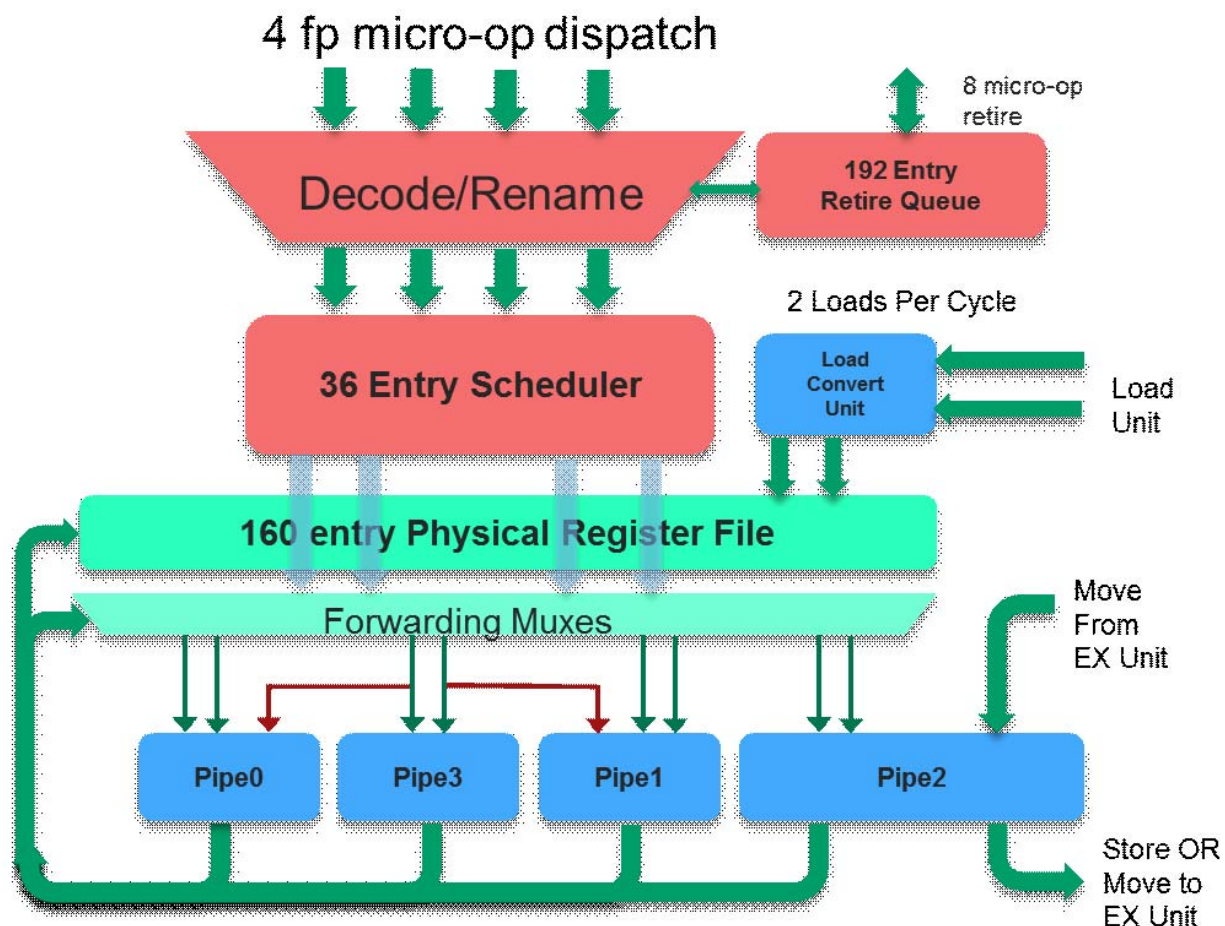 4 fp micro-op dispatch
8 micro-op
retire
Decode/Rename
192 Entry
Retire Queue
2 Loads Per Cycle
36 Entry Scheduler
Load
Convert
Unit
Load
Unit
160 entry Physical Register File
Forwarding Muxes
Move
From
EX Unit
Pipe0
Pipe3
Pipe1
Pipe2
Store OR
Move to
EX Unit